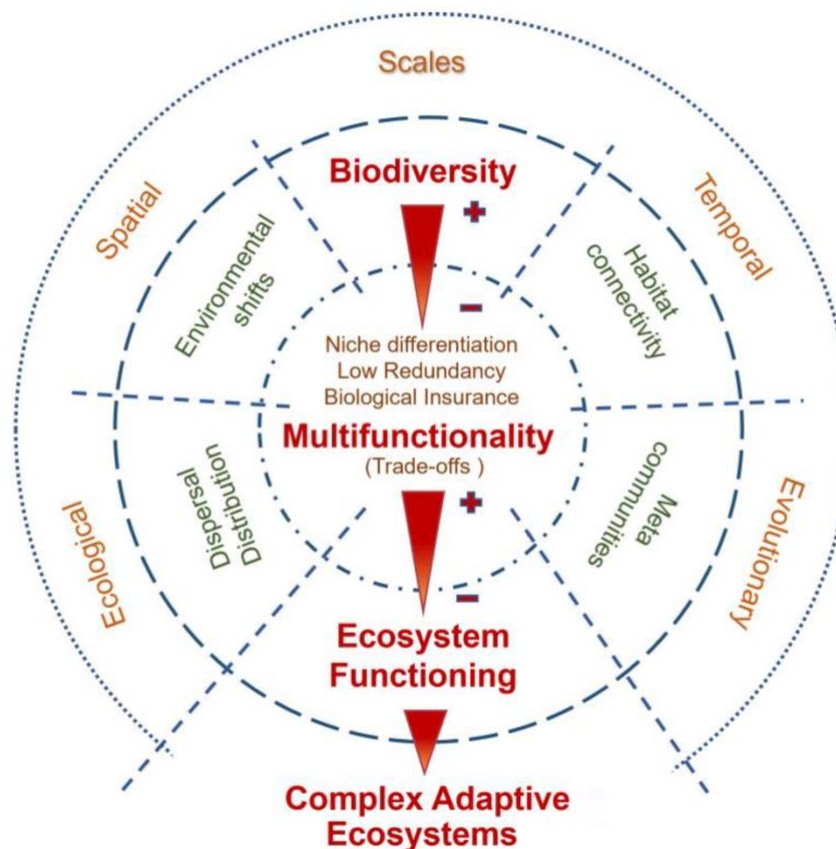 Scales
Spatial
Temporal
Biodiversity
+
Environmental
shifts
Habitat
connectivity
−
Niche differentiation
Low Redundancy
Biological Insurance
Multifunctionality
(Trade-offs )
+
Dispersal
Distribution
Meta
communities
Ecological
Evolutionary
−
Ecosystem
Functioning
Complex Adaptive
Ecosystems